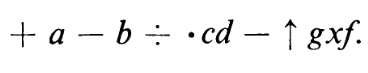 + a − b ÷ ·cd − ↑ gxf.